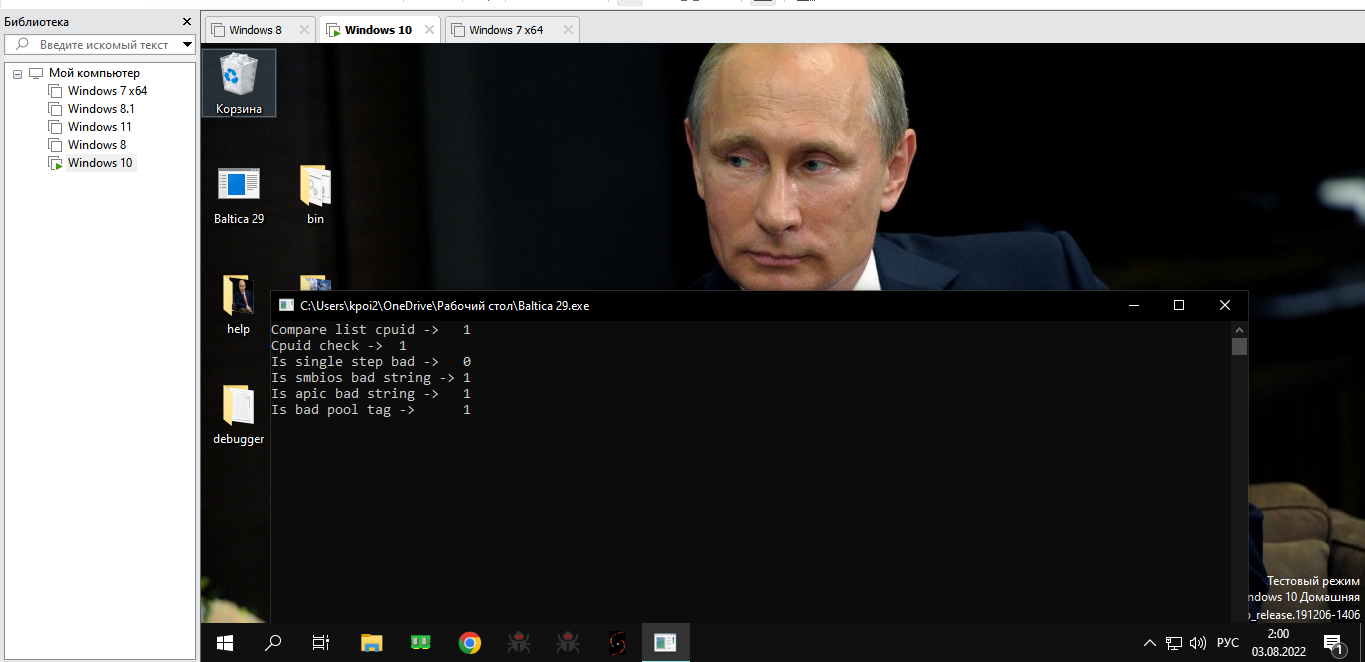 Библиотека
Введите искомый текст
Мой компьютер
Windows 7 x64
Windows 8.1
Windows 11
Windows 8
Windows 10
Windows 8
Windows 10
Windows 7 x64
Корзина
Baltica 29
bin
help
debugger
C:\Users\kpoi2\OneDrive\Рабочий стол\Baltica 29.exe
Compare list cpuid -> 1
Cpuid check -> 1
Is single step bad -> 0
Is smbios bad string -> 1
Is apic bad string -> 1
Is bad pool tag -> 1
Тестовый режим
ndows 10 Домашняя
_release.191206-1406
РУС
2:00
03.08.2022
1